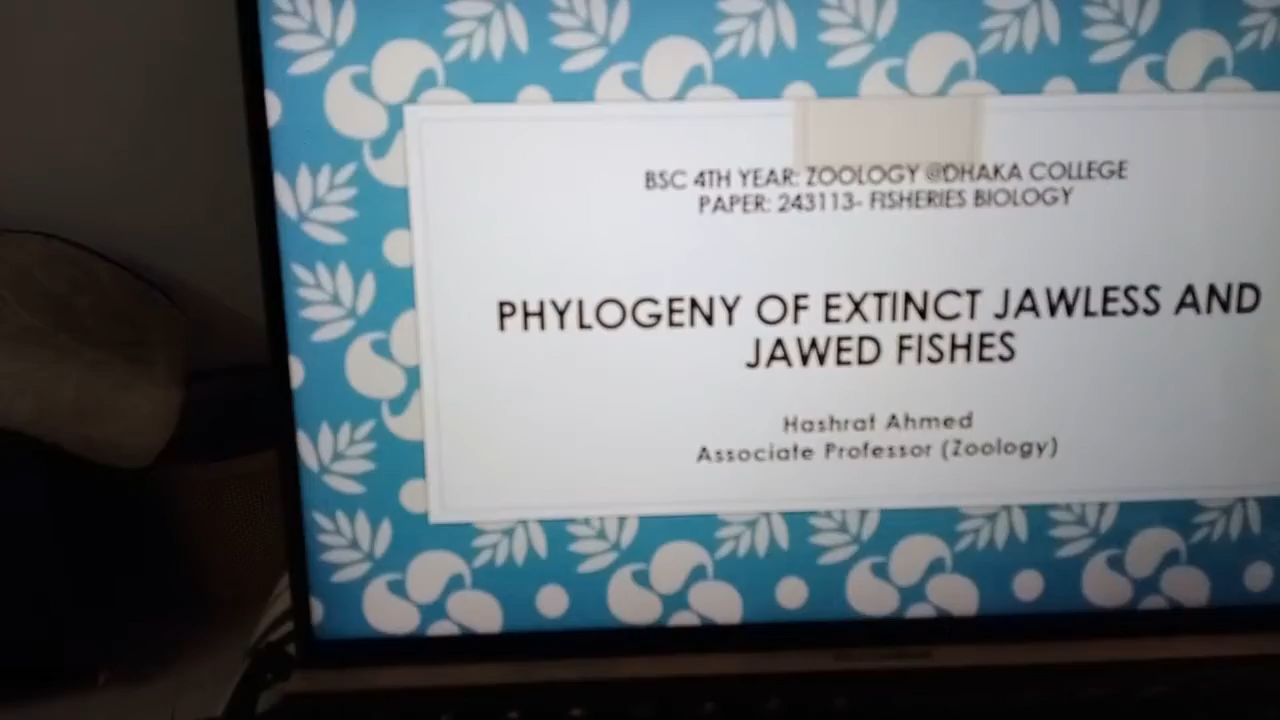 BSC 4TH YEAR: ZOOLOGY @DHAKA COLLEGE
PAPER: 243113- FISHERIES BIOLOGY
PHYLOGENY OF EXTINCT JAWLESS AND
JAWED FISHES
Hashrat Ahmed
Associate Professor (Zoology)